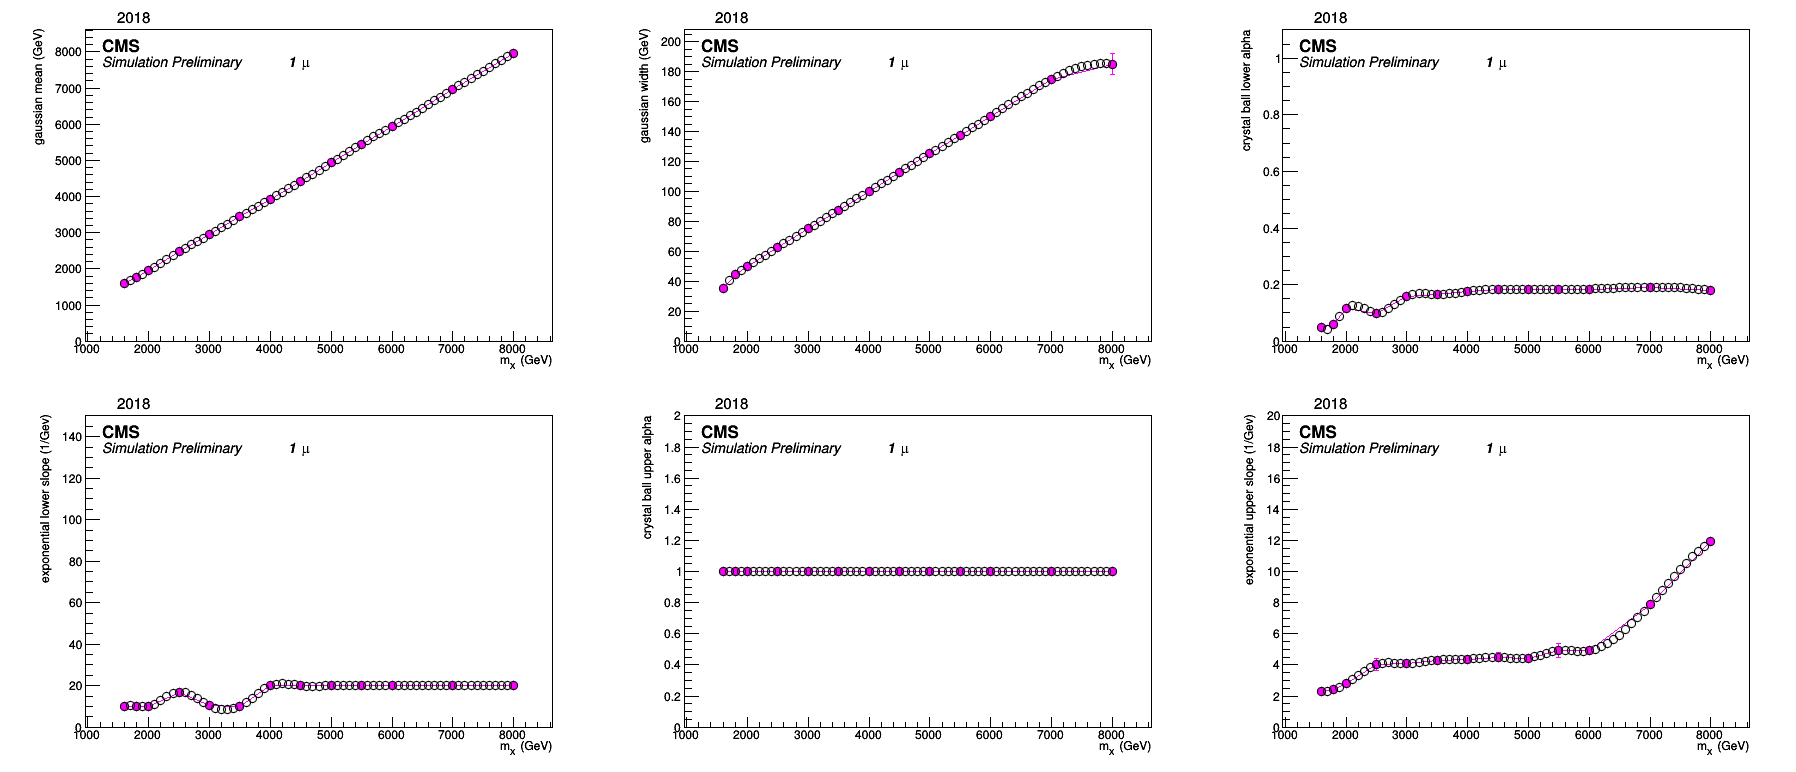 2018
CMS
Simulation Preliminary 1 μ
gaussian mean (GeV)
8000
7000
6000
5000
4000
3000
2000
1000
0
1000 2000 3000 4000 5000 6000 7000 8000
m_x (GeV)
2018
CMS
Simulation Preliminary 1 μ
gaussian width (GeV)
200
180
160
140
120
100
80
60
40
20
0
1000 2000 3000 4000 5000 6000 7000 8000
m_x (GeV)
2018
CMS
Simulation Preliminary 1 μ
crystal ball lower alpha
1
0.8
0.6
0.4
0.2
0
1000 2000 3000 4000 5000 6000 7000 8000
m_x (GeV)
2018
CMS
Simulation Preliminary 1 μ
exponential lower slope (1/Gev)
140
120
100
80
60
40
20
0
1000 2000 3000 4000 5000 6000 7000 8000
m_x (GeV)
2018
CMS
Simulation Preliminary 1 μ
crystal ball upper alpha
2
1.8
1.6
1.4
1.2
1
0.8
0.6
0.4
0.2
0
1000 2000 3000 4000 5000 6000 7000 8000
m_x (GeV)
2018
CMS
Simulation Preliminary 1 μ
exponential upper slope (1/Gev)
20
18
16
14
12
10
8
6
4
2
0
1000 2000 3000 4000 5000 6000 7000 8000
m_x (GeV)